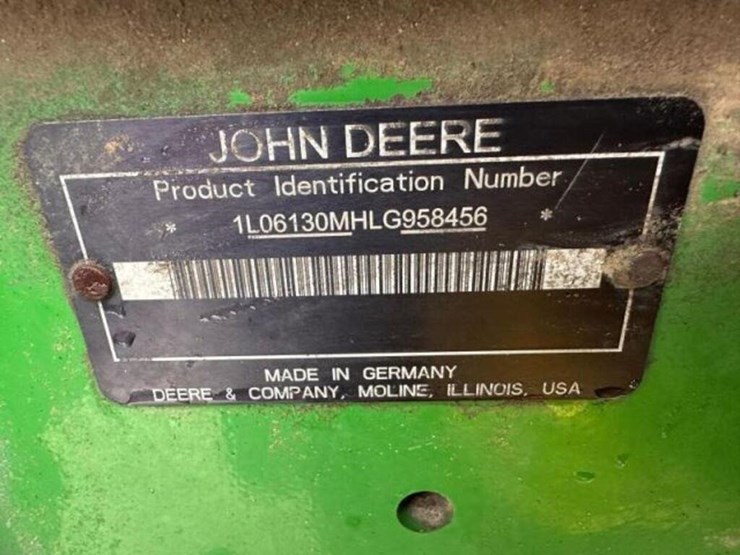 JOHN DEERE
Product Identification Number
* 1L06130MHLG958456 *
MADE IN GERMANY
DEERE & COMPANY, MOLINE, ILLINOIS, USA